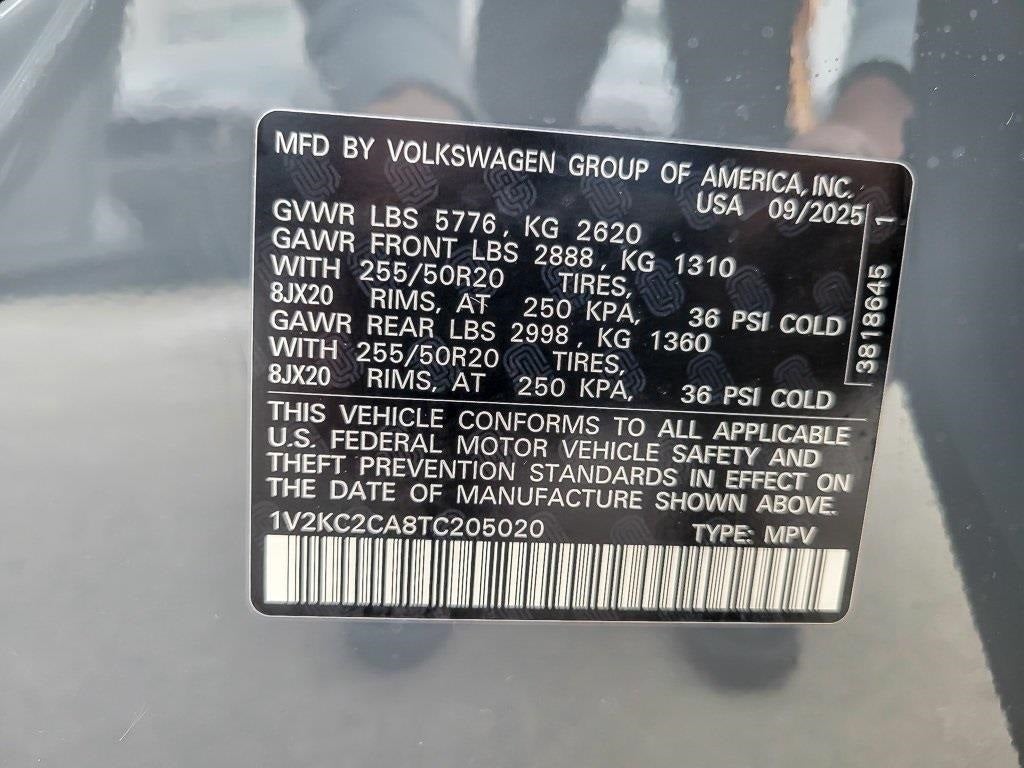 MFD BY VOLKSWAGEN GROUP OF AMERICA, INC.
USA 09/2025
GVWR LBS 5776, KG 2620
GAWR FRONT LBS 2888, KG 1310
WITH 255/50R20 TIRES,
8JX20 RIMS, AT 250 KPA, 36 PSI COLD
GAWR REAR LBS 2998, KG 1360
WITH 255/50R20 TIRES,
8JX20 RIMS, AT 250 KPA, 36 PSI COLD
3818645 1
THIS VEHICLE CONFORMS TO ALL APPLICABLE
U.S. FEDERAL MOTOR VEHICLE SAFETY AND
THEFT PREVENTION STANDARDS IN EFFECT ON
THE DATE OF MANUFACTURE SHOWN ABOVE.
1V2KC2CA8TC205020 TYPE: MPV